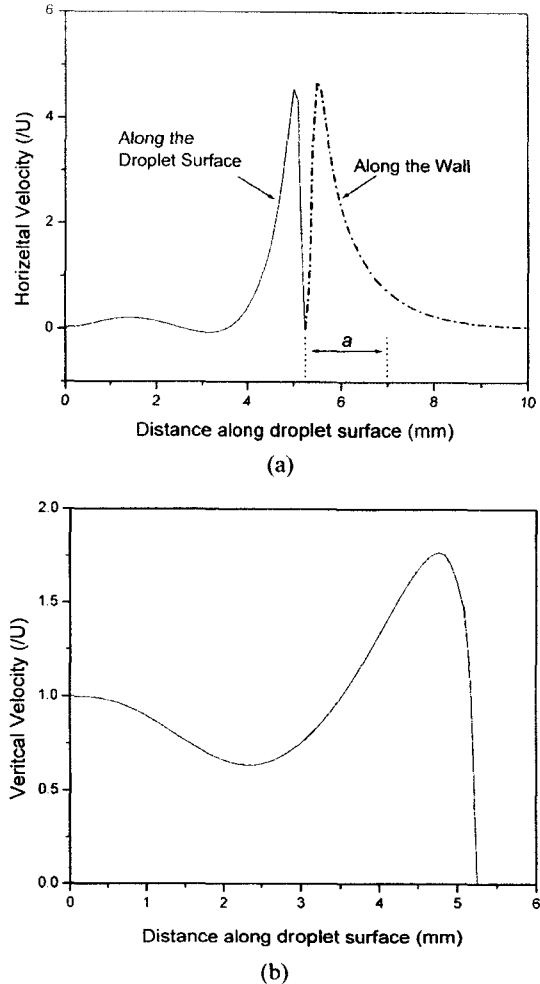 6
4
2
0
Horizeltal Velocity (/U)
Along the
Droplet Surface
Along the Wall
a
0 2 4 6 8 10
Distance along droplet surface (mm)
(a)
2.0
1.5
1.0
0.5
0.0
Veritcal Velocity (/U)
0 1 2 3 4 5 6
Distance along droplet surface (mm)
(b)